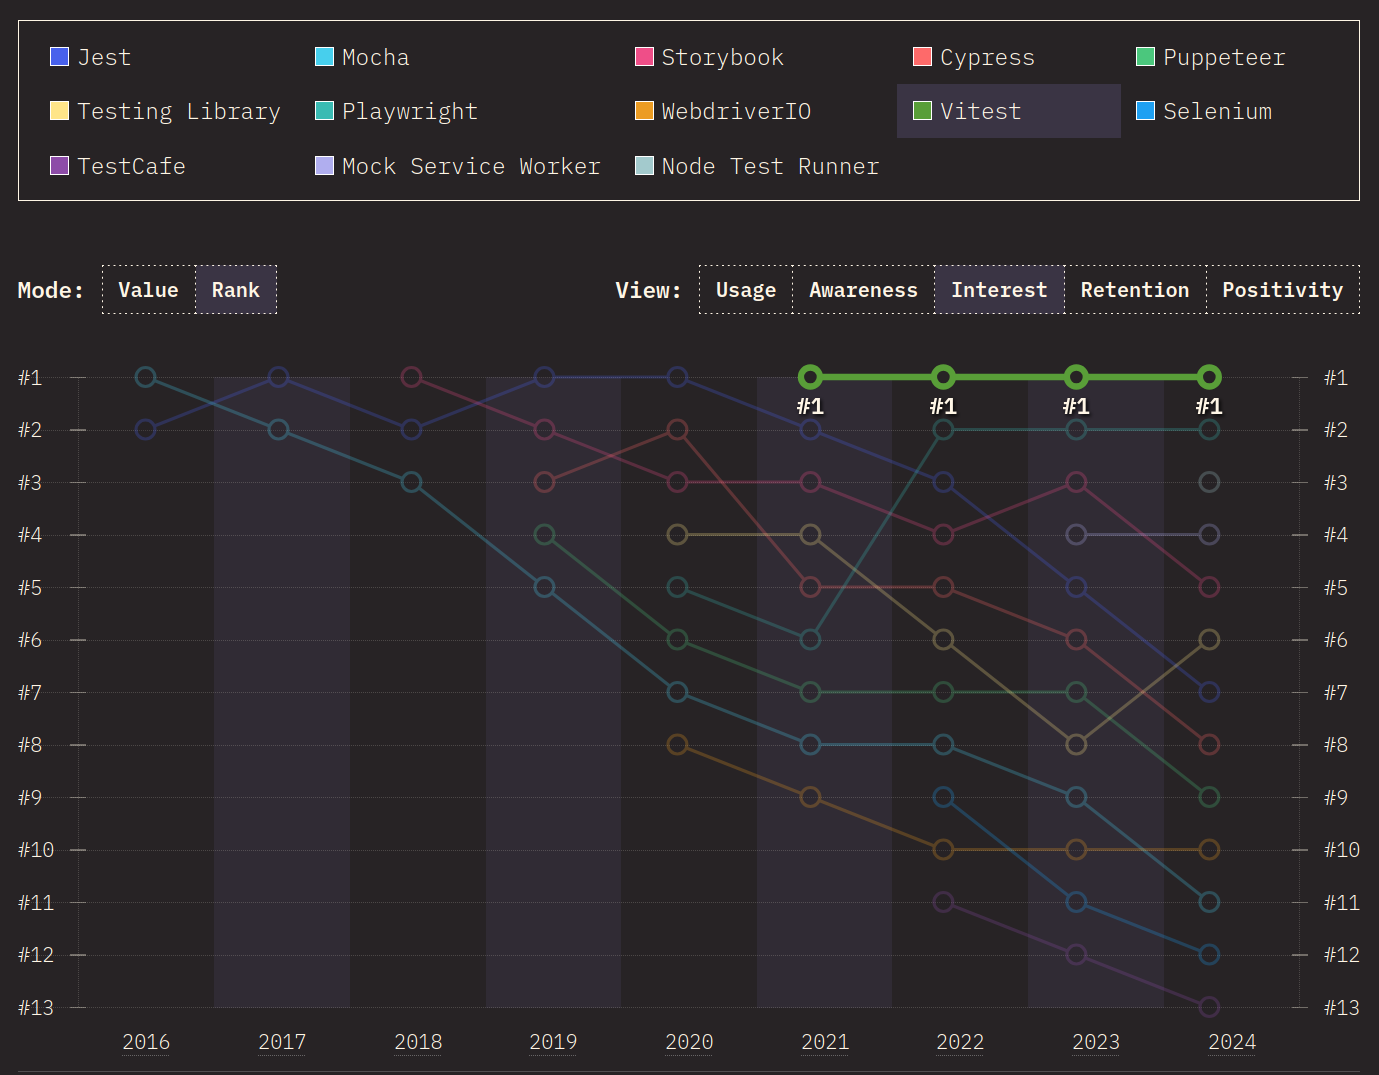 Jest Mocha Storybook Cypress Puppeteer
Testing Library Playwright WebdriverIO Vitest Selenium
TestCafe Mock Service Worker Node Test Runner
Mode: Value Rank View: Usage Awareness Interest Retention Positivity
#1 #1
#1 #1 #1 #1
#2 #2
#3 #3
#4 #4
#5 #5
#6 #6
#7 #7
#8 #8
#9 #9
#10 #10
#11 #11
#12 #12
#13 #13
2016 2017 2018 2019 2020 2021 2022 2023 2024